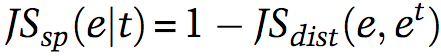 JS_{sp}(e|t) = 1 − JS_{dist}(e, e^t)